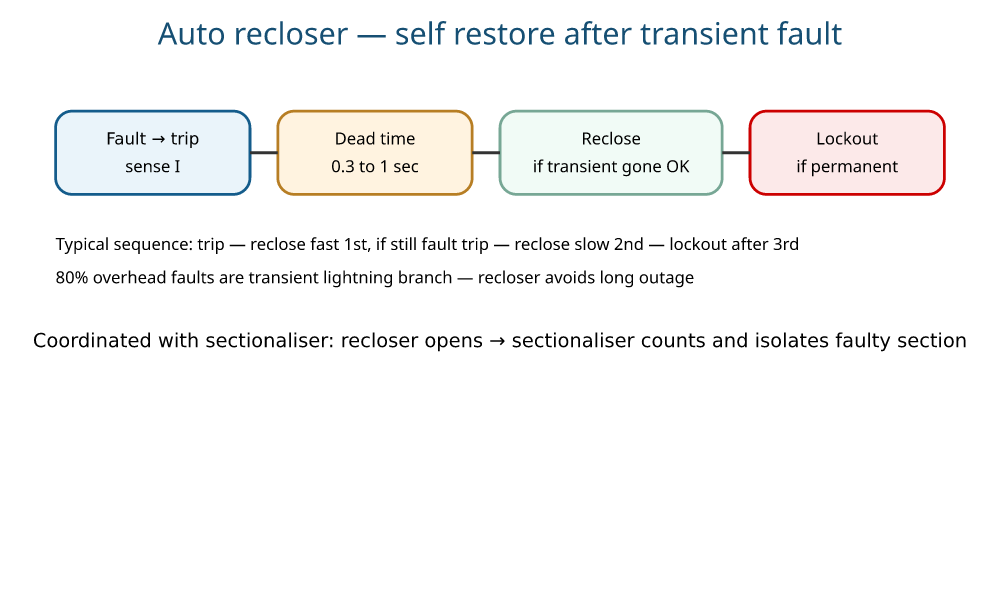 Auto recloser — self restore after transient fault
Fault → trip
sense I
Dead time
0.3 to 1 sec
Reclose
if transient gone OK
Lockout
if permanent
Typical sequence: trip — reclose fast 1st, if still fault trip — reclose slow 2nd — lockout after 3rd
80% overhead faults are transient lightning branch — recloser avoids long outage
Coordinated with sectionaliser: recloser opens → sectionaliser counts and isolates faulty section